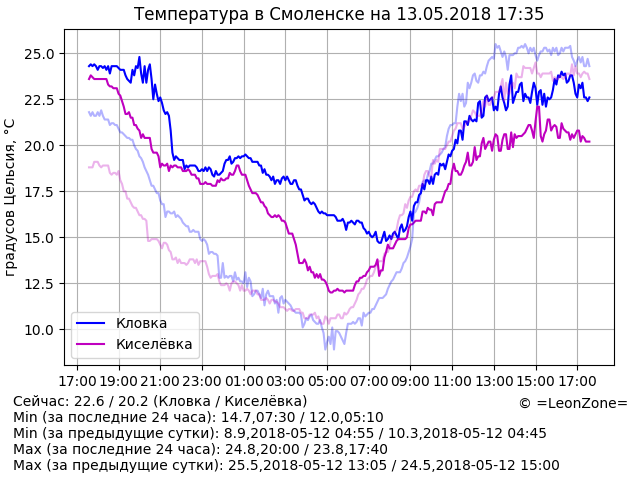 Температура в Смоленске на 13.05.2018 17:35
градусов Цельсия, °C
25.0
22.5
20.0
17.5
15.0
12.5
10.0
Кловка
Киселёвка
17:00 19:00 21:00 23:00 01:00 03:00 05:00 07:00 09:00 11:00 13:00 15:00 17:00
Сейчас: 22.6 / 20.2 (Кловка / Киселёвка)
© =LeonZone=
Min (за последние 24 часа): 14.7,07:30 / 12.0,05:10
Min (за предыдущие сутки): 8.9,2018-05-12 04:55 / 10.3,2018-05-12 04:45
Max (за последние 24 часа): 24.8,20:00 / 23.8,17:40
Max (за предыдущие сутки): 25.5,2018-05-12 13:05 / 24.5,2018-05-12 15:00